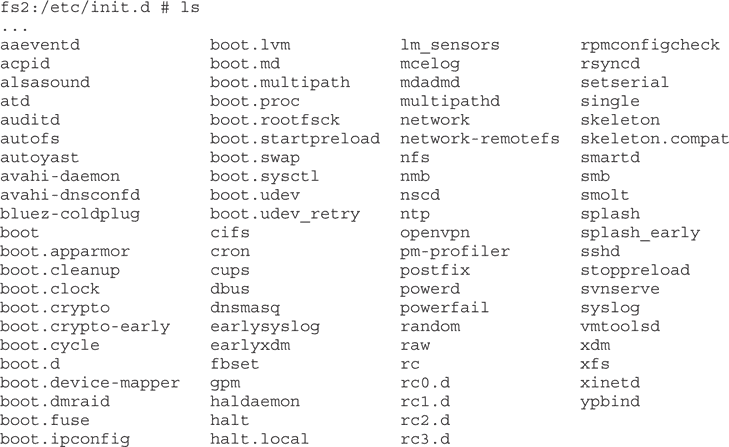 fs2:/etc/init.d # ls
...
aaeventd boot.lvm lm_sensors rpmconfigcheck
acpid boot.md mcelog rsyncd
alsasound boot.multipath mdadmd setserial
atd boot.proc multipathd single
auditd boot.rootfsck network skeleton
autofs boot.startpreload network-remotefs skeleton.compat
autoyast boot.swap nfs smartd
avahi-daemon boot.sysctl nmb smb
avahi-dnsconfd boot.udev nscd smolt
bluez-coldplug boot.udev_retry ntp splash
boot cifs openvpn splash_early
boot.apparmor cron pm-profiler sshd
boot.cleanup cups postfix stoppreload
boot.clock dbus powerd svnserve
boot.crypto dnsmasq powerfail syslog
boot.crypto-early earlysyslog random vmtoolsd
boot.cycle earlyxdm raw xdm
boot.d fbset rc xfs
boot.device-mapper gpm rc0.d xinetd
boot.dmraid haldaemon rc1.d ypbind
boot.fuse halt rc2.d
boot.ipconfig halt.local rc3.d